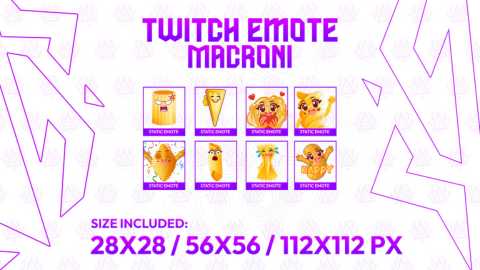 TWITCH EMOTE
MACRONI
STATIC EMOTE STATIC EMOTE STATIC EMOTE STATIC EMOTE
HAPPY
STATIC EMOTE STATIC EMOTE STATIC EMOTE STATIC EMOTE
SIZE INCLUDED:
28X28 / 56X56 / 112X112 PX